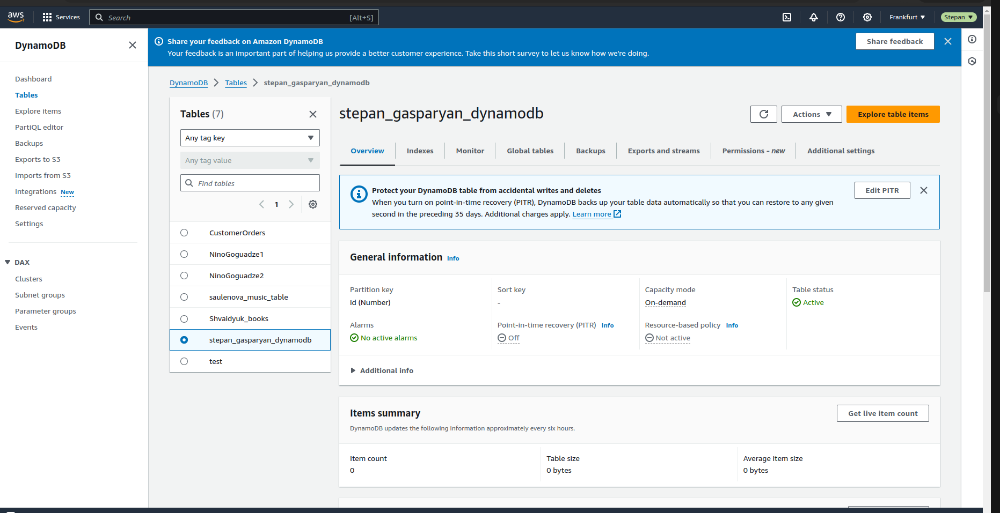 aws
Services
Search
[Alt+S]
Frankfurt
Stepan
DynamoDB
Dashboard
Tables
Explore items
PartiQL editor
Backups
Exports to S3
Imports from S3
Integrations New
Reserved capacity
Settings
DAX
Clusters
Subnet groups
Parameter groups
Events
Share your feedback on Amazon DynamoDB
Your feedback is an important part of helping us provide a better customer experience. Take this short survey to let us know how we're doing.
Share feedback
DynamoDB
Tables
stepan_gasparyan_dynamodb
Tables (7)
Any tag key
Any tag value
Find tables
1
CustomerOrders
NinoGoguadze1
NinoGoguadze2
saulenova_music_table
Shvaidyuk_books
stepan_gasparyan_dynamodb
test
stepan_gasparyan_dynamodb
Actions
Explore table items
Overview
Indexes
Monitor
Global tables
Backups
Exports and streams
Permissions - new
Additional settings
Protect your DynamoDB table from accidental writes and deletes
When you turn on point-in-time recovery (PITR), DynamoDB backs up your table data automatically so that you can restore to any given
second in the preceding 35 days. Additional charges apply. Learn more
Edit PITR
General information Info
Partition key
id (Number)
Sort key
-
Capacity mode
On-demand
Table status
Active
Alarms
No active alarms
Point-in-time recovery (PITR) Info
Off
Resource-based policy Info
Not active
Additional info
Items summary
Get live item count
DynamoDB updates the following information approximately every six hours.
Item count
0
Table size
0 bytes
Average item size
0 bytes